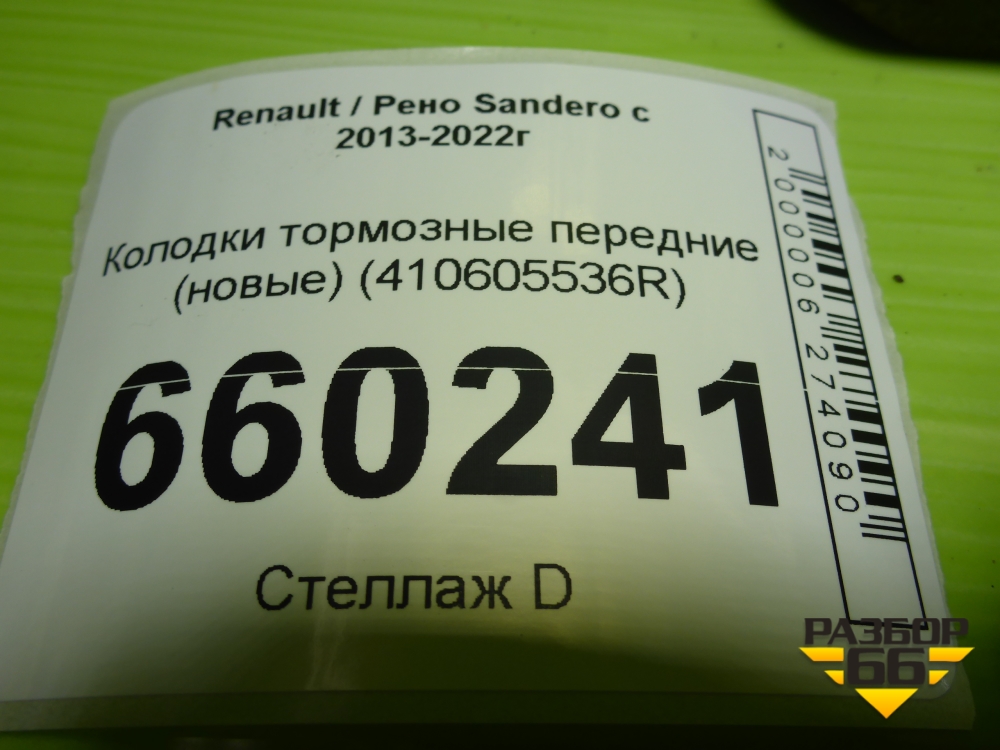 Renault / Рено Sandero с
2013-2022г
Колодки тормозные передние
(новые) (410605536R)
660241
Стеллаж D
2000006274090
РАЗБОР
66